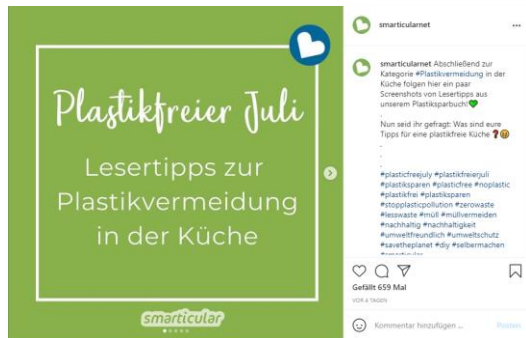 Plastikfreier Juli
Lesertipps zur
Plastikvermeidung
in der Küche
smarticular
smarticularnet
smarticularnet Abschließend zur
Kategorie #Plastikvermeidung in der
Küche folgen hier ein paar
Screenshots von Lesertipps aus
unserem Plastiksparbuch!
.
Nun seid ihr gefragt: Was sind eure
Tipps für eine plastikfreie Küche
.
.
.
#plasticfreejuly #plastikfreierjuli
#plastiksparen #plasticfree #noplastic
#plastikfrei #plastiksparen
#stopplasticpollution #zerowaste
#lesswaste #müll #müllvermeiden
#nachhaltig #nachhaltigkeit
#umweltfreundlich #umweltschutz
#savetheplanet #diy #selbermachen
#smarticular
Gefällt 659 Mal
VOR 4 TAGEN
Kommentar hinzufügen ...
Posten